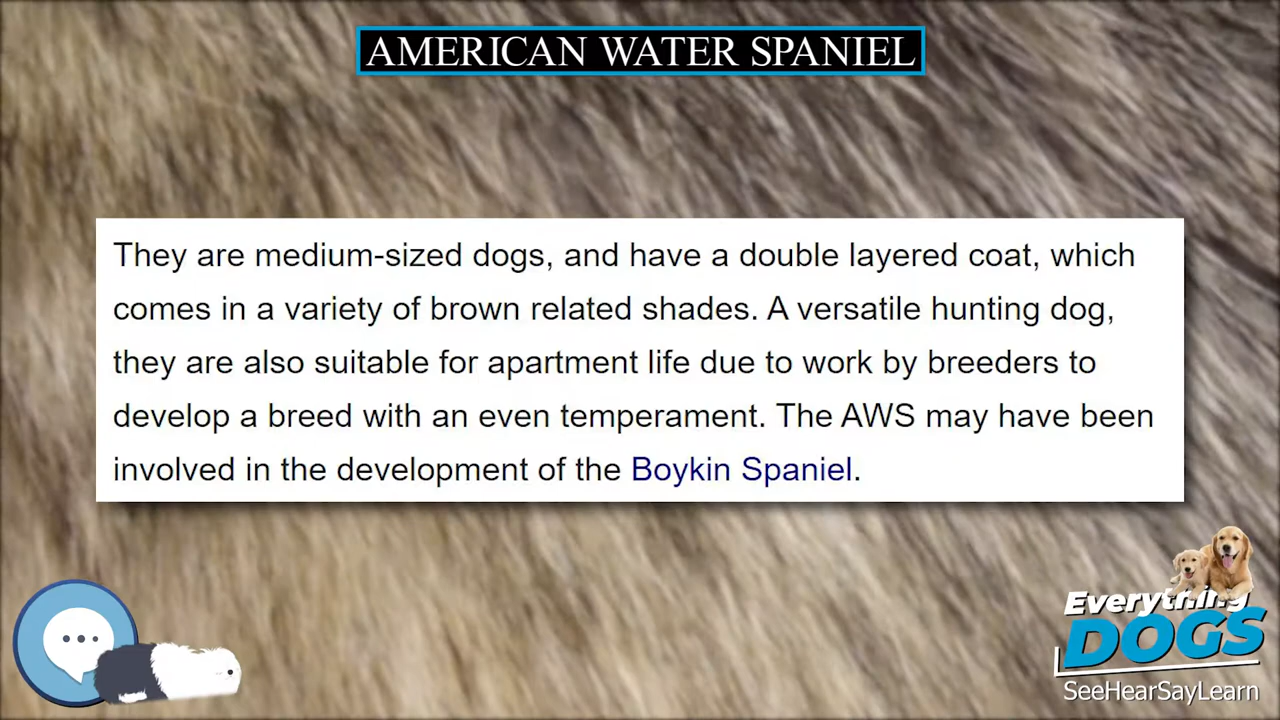 AMERICAN WATER SPANIEL
They are medium-sized dogs, and have a double layered coat, which
comes in a variety of brown related shades. A versatile hunting dog,
they are also suitable for apartment life due to work by breeders to
develop a breed with an even temperament. The AWS may have been
involved in the development of the Boykin Spaniel.
Everything
DOGS
SeeHearSayLearn